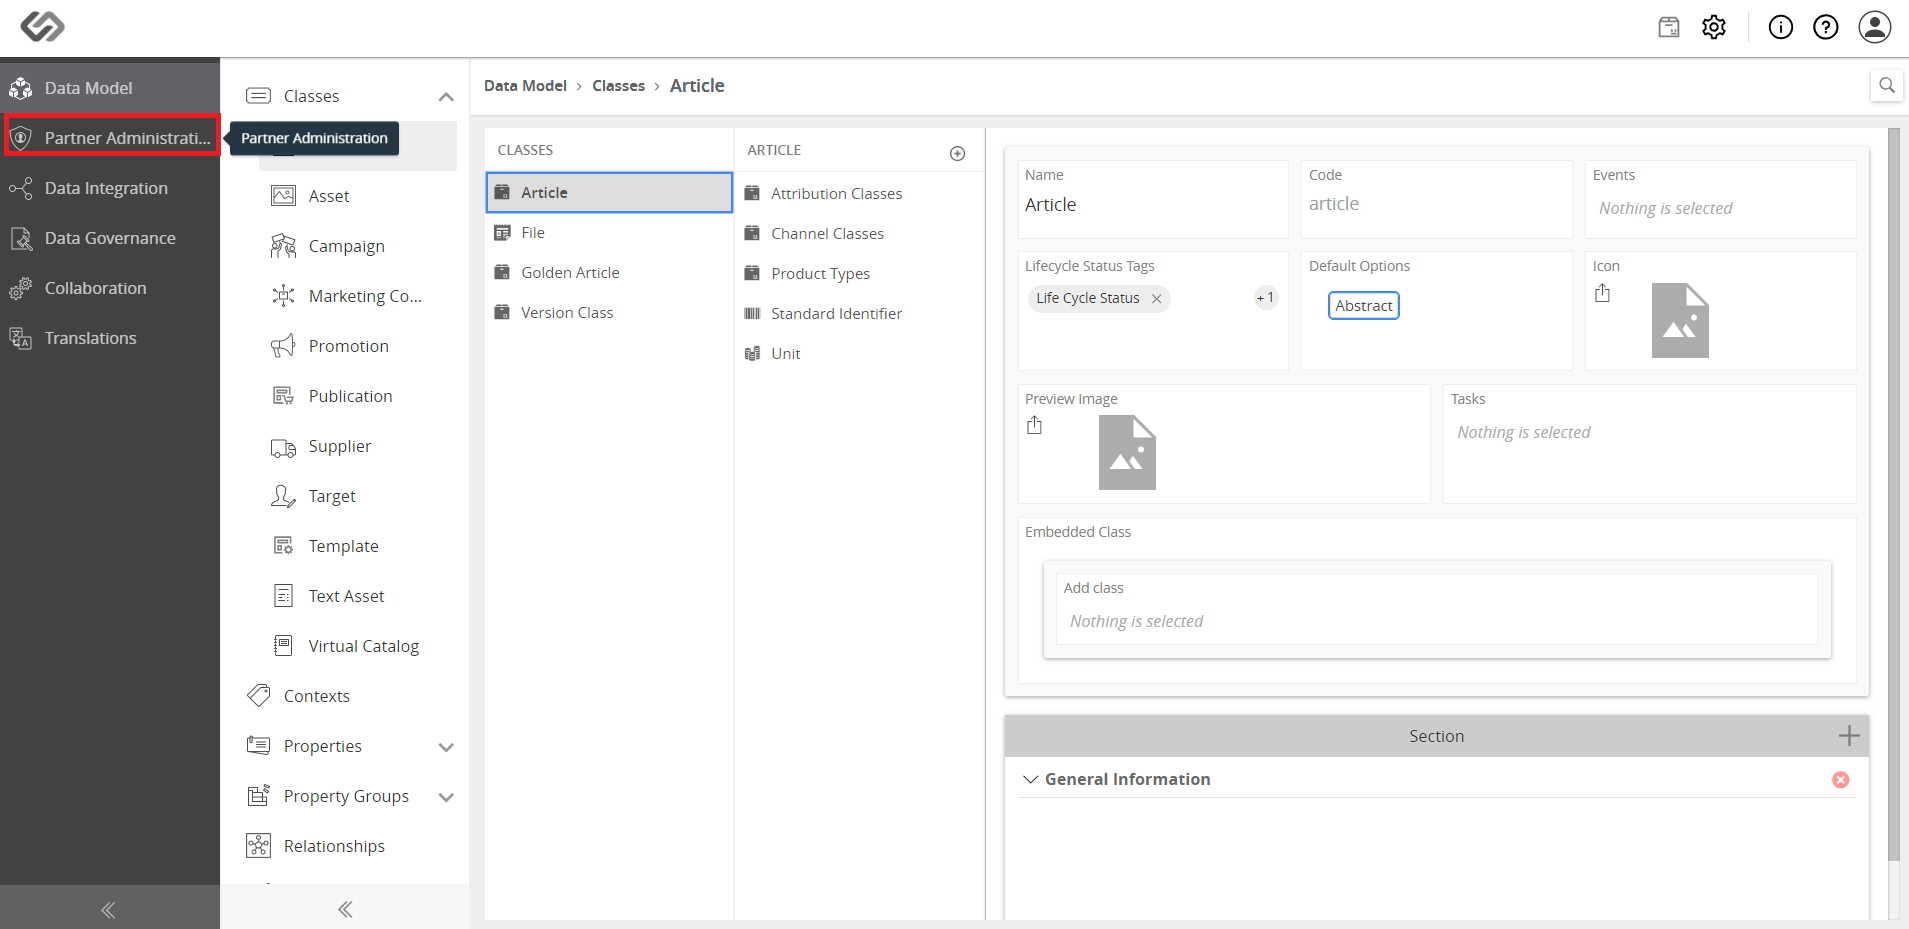 Data Model
Partner Administrati...
Data Integration
Data Governance
Collaboration
Translations
Partner Administration
Classes
Asset
Campaign
Marketing Co...
Promotion
Publication
Supplier
Target
Template
Text Asset
Virtual Catalog
Contexts
Properties
Property Groups
Relationships
Data Model > Classes > Article
CLASSES
Article
File
Golden Article
Version Class
ARTICLE
Attribution Classes
Channel Classes
Product Types
Standard Identifier
Unit
Name
Article
Code
article
Events
Nothing is selected
Lifecycle Status Tags
Life Cycle Status
+1
Default Options
Abstract
Icon
Preview Image
Tasks
Nothing is selected
Embedded Class
Add class
Nothing is selected
Section
General Information